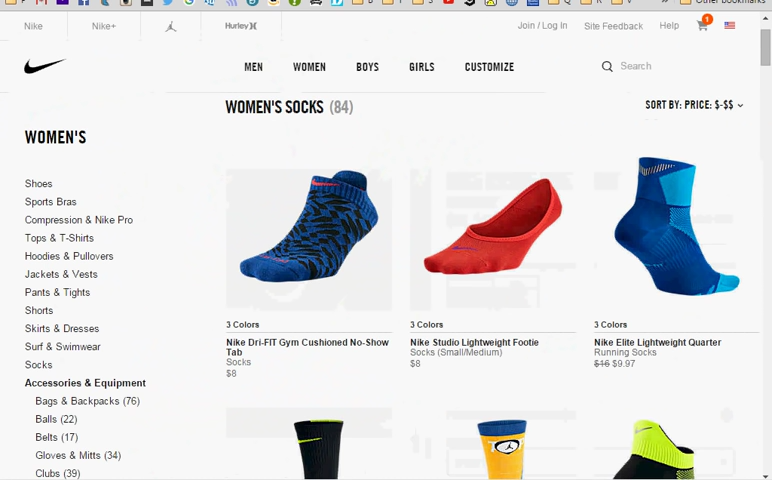 Other bookmarks
Nike Nike+ Hurley Join / Log In Site Feedback Help 1
MEN WOMEN BOYS GIRLS CUSTOMIZE Search
WOMEN'S SOCKS (84) SORT BY: PRICE: $-$$
WOMEN'S
Shoes
Sports Bras
Compression & Nike Pro
Tops & T-Shirts
Hoodies & Pullovers
Jackets & Vests
Pants & Tights
Shorts
Skirts & Dresses
Surf & Swimwear
Socks
Accessories & Equipment
Bags & Backpacks (76)
Balls (22)
Belts (17)
Gloves & Mitts (34)
Clubs (39)
3 Colors
Nike Dri-FIT Gym Cushioned No-Show
Tab
Socks
$8
3 Colors
Nike Studio Lightweight Footie
Socks (Small/Medium)
$8
3 Colors
Nike Elite Lightweight Quarter
Running Socks
$16 $9.97